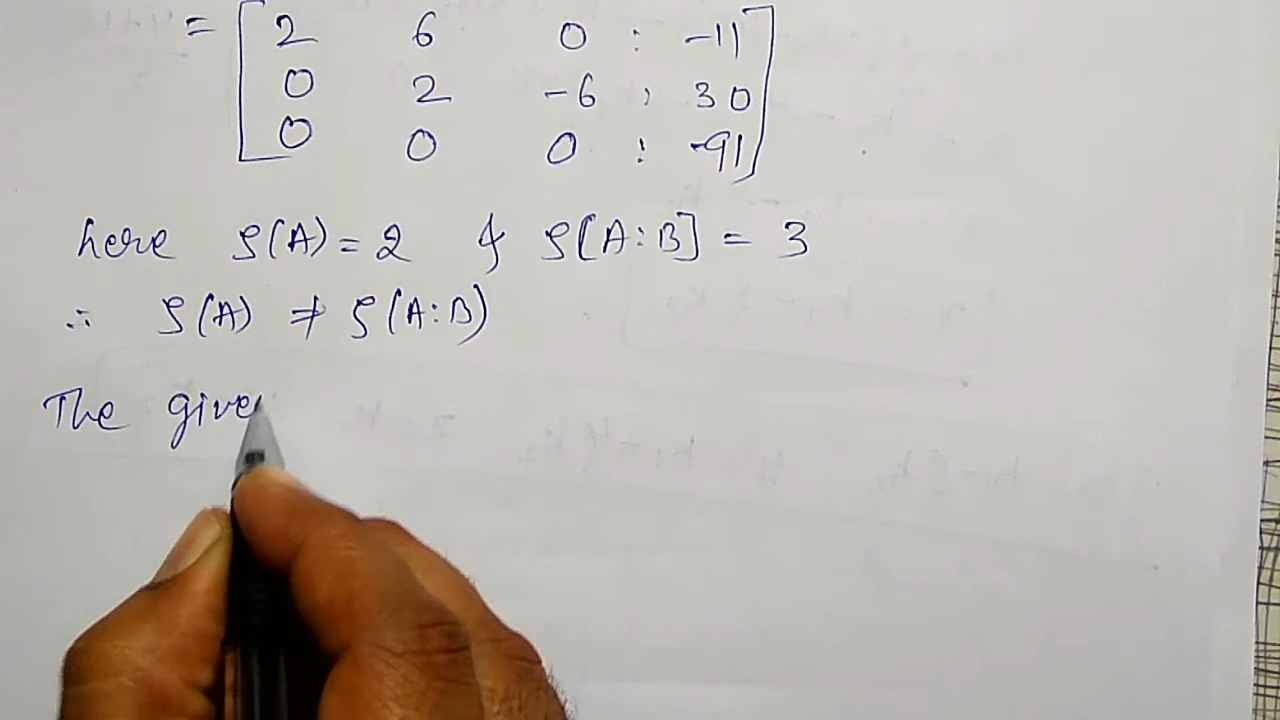 = [ 2 6 0 : -11
0 2 -6 : 30
0 0 0 : -91 ]
here ρ(A) = 2 & ρ[A:B] = 3
∴ ρ(A) ≠ ρ(A:B)
The give